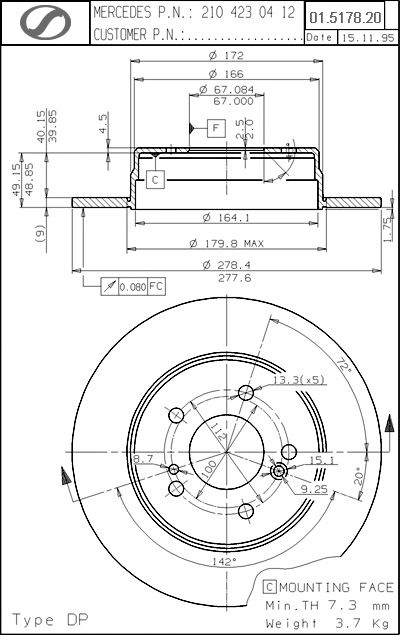 MERCEDES P.N.: 210 423 04 12
CUSTOMER P.N.:..................
01.5178.20
Date 15.11.95
Ø 172
Ø 166
Ø 67.084
67.000
F
2.5
2.0
4.5
40.15
39.85
49.15
48.85
(9)
C
Ø 164.1
1.75
Ø 179.8 MAX
Ø 278.4
277.6
0.080 FC
72°
13.3(x5)
112
100
8.7
15.1
9.25
20°
142°
C MOUNTING FACE
Min.TH 7.3 mm
Weight 3.7 Kg
Type DP